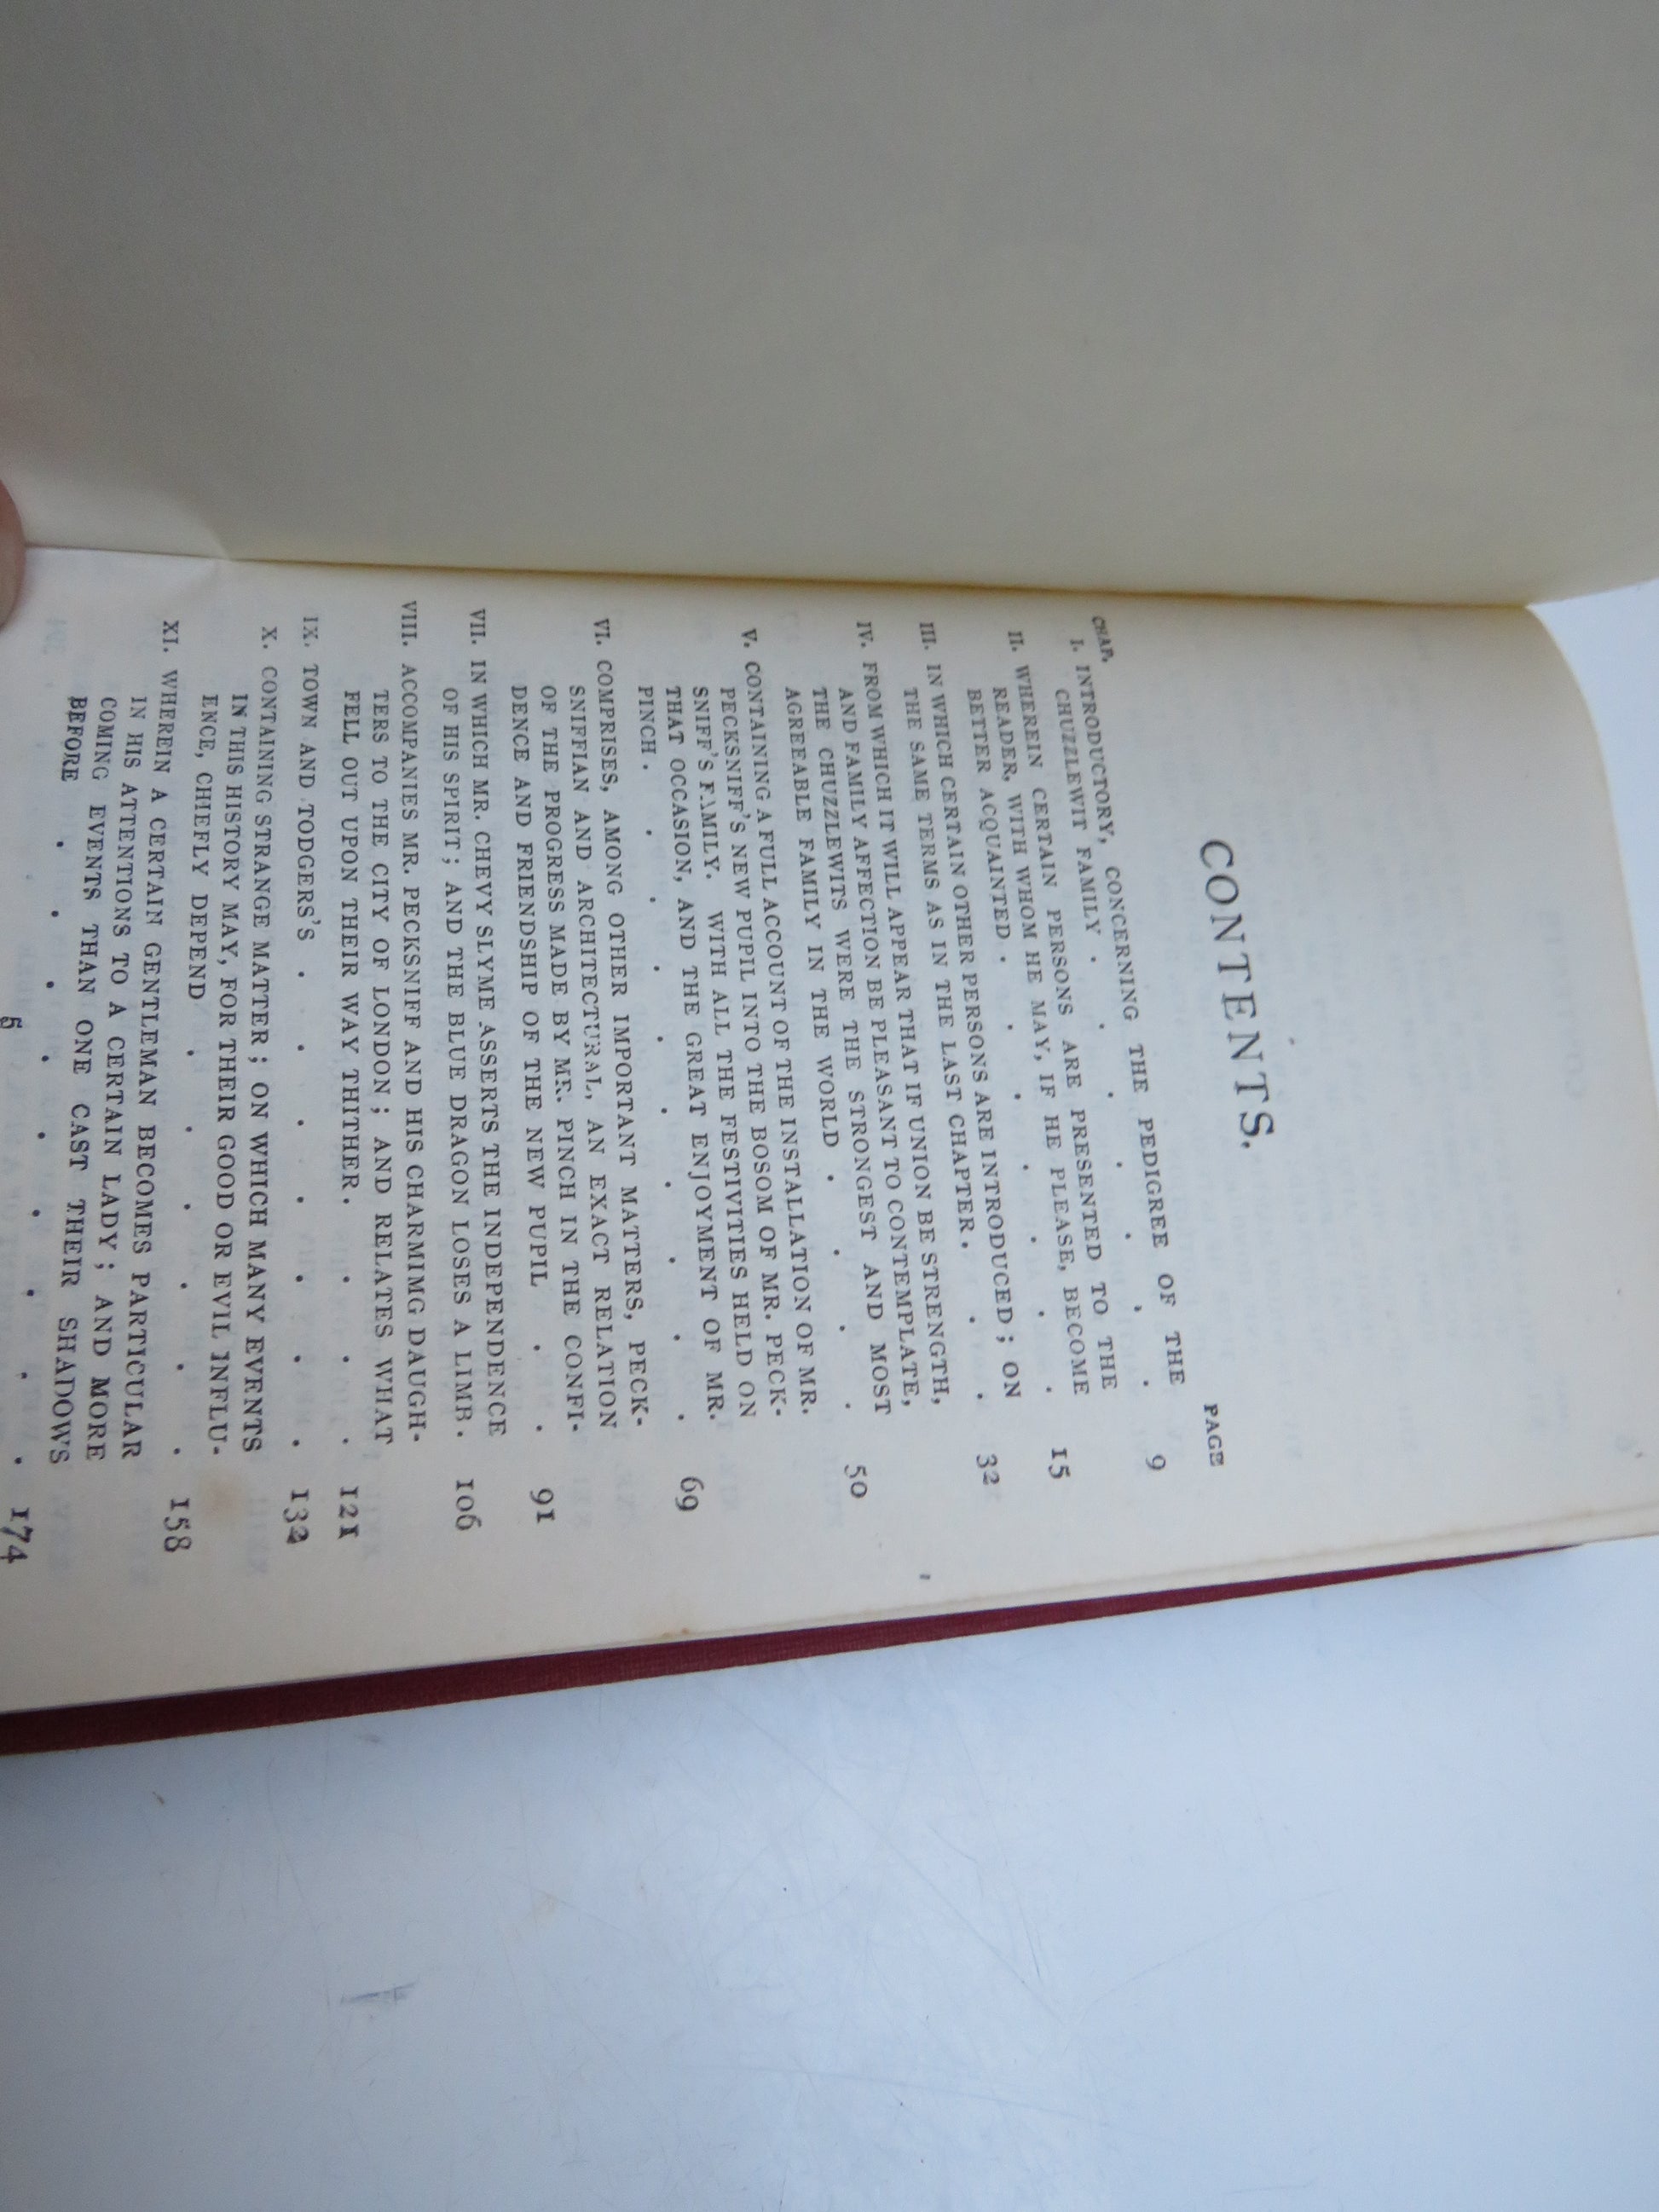 CONTENTS.
CHAP. PAGE
I. INTRODUCTORY, CONCERNING THE PEDIGREE OF THE
CHUZZLEWIT FAMILY . . . . . . . 9
II. WHEREIN CERTAIN PERSONS ARE PRESENTED TO THE
READER, WITH WHOM HE MAY, IF HE PLEASE, BECOME
BETTER ACQUAINTED . . . . . . . 15
III. IN WHICH CERTAIN OTHER PERSONS ARE INTRODUCED; ON
THE SAME TERMS AS IN THE LAST CHAPTER . . . 32
IV. FROM WHICH IT WILL APPEAR THAT IF UNION BE STRENGTH,
AND FAMILY AFFECTION BE PLEASANT TO CONTEMPLATE,
THE CHUZZLEWITS WERE THE STRONGEST AND MOST
AGREEABLE FAMILY IN THE WORLD . . . . 50
V. CONTAINING A FULL ACCOUNT OF THE INSTALLATION OF MR.
PECKSNIFF'S NEW PUPIL INTO THE BOSOM OF MR. PECK-
SNIFF'S FAMILY. WITH ALL THE FESTIVITIES HELD ON
THAT OCCASION, AND THE GREAT ENJOYMENT OF MR.
PINCH . . . . . . . . . . 69
VI. COMPRISES, AMONG OTHER IMPORTANT MATTERS, PECK-
SNIFFIAN AND ARCHITECTURAL, AN EXACT RELATION
OF THE PROGRESS MADE BY MR. PINCH IN THE CONFI-
DENCE AND FRIENDSHIP OF THE NEW PUPIL . . 91
VII. IN WHICH MR. CHEVY SLYME ASSERTS THE INDEPENDENCE
OF HIS SPIRIT; AND THE BLUE DRAGON LOSES A LIMB . 106
VIII. ACCOMPANIES MR. PECKSNIFF AND HIS CHARMIMG DAUGH-
TERS TO THE CITY OF LONDON; AND RELATES WHAT
FELL OUT UPON THEIR WAY THITHER . . . . 121
IX. TOWN AND TODGERS'S . . . . . . . 132
X. CONTAINING STRANGE MATTER; ON WHICH MANY EVENTS
IN THIS HISTORY MAY, FOR THEIR GOOD OR EVIL INFLU-
ENCE, CHIEFLY DEPEND . . . . . . 158
XI. WHEREIN A CERTAIN GENTLEMAN BECOMES PARTICULAR
IN HIS ATTENTIONS TO A CERTAIN LADY; AND MORE
COMING EVENTS THAN ONE CAST THEIR SHADOWS
BEFORE . . . . . . . . . 174
5